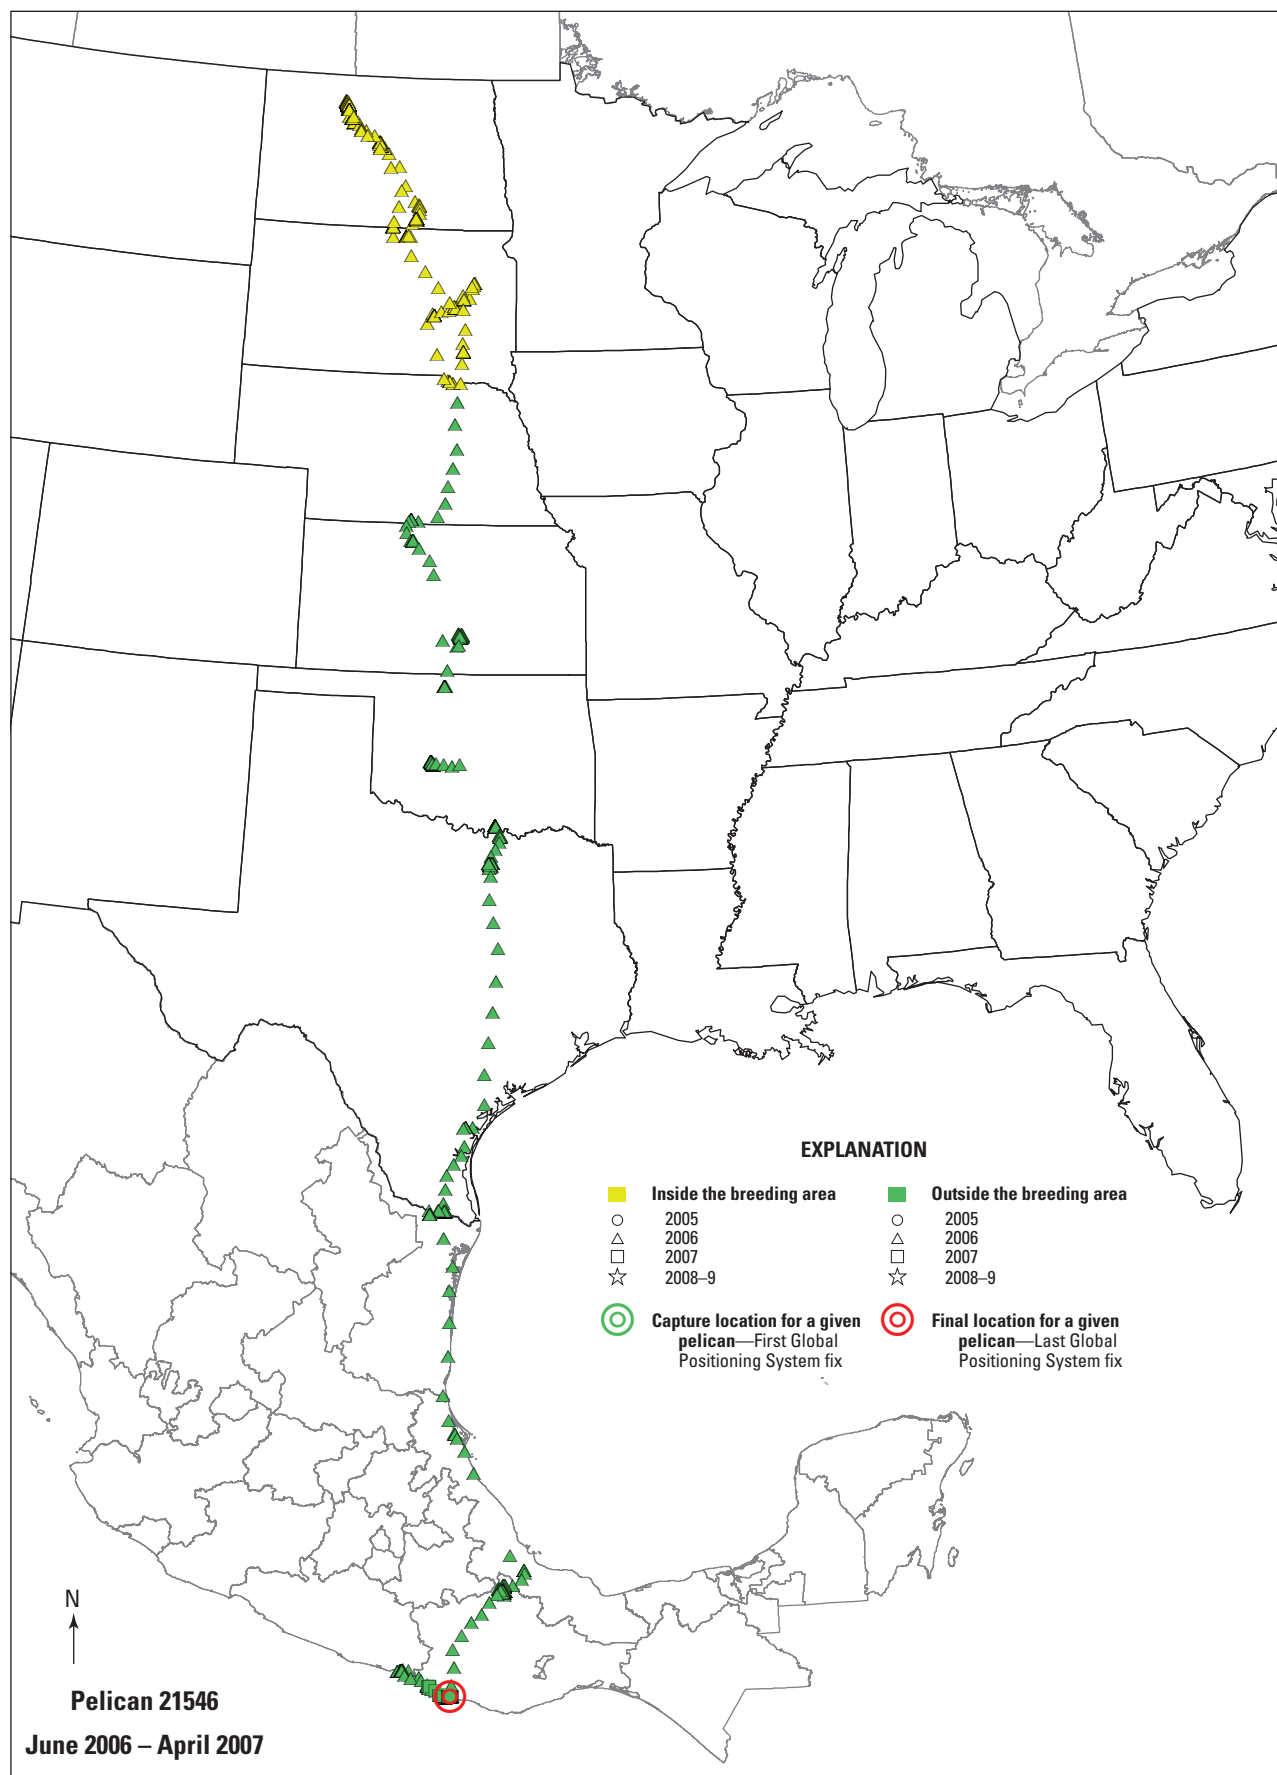 EXPLANATION
Inside the breeding area
2005
2006
2007
2008–9
Capture location for a given
pelican—First Global
Positioning System fix
Outside the breeding area
2005
2006
2007
2008–9
Final location for a given
pelican—Last Global
Positioning System fix
N
Pelican 21546
June 2006 – April 2007